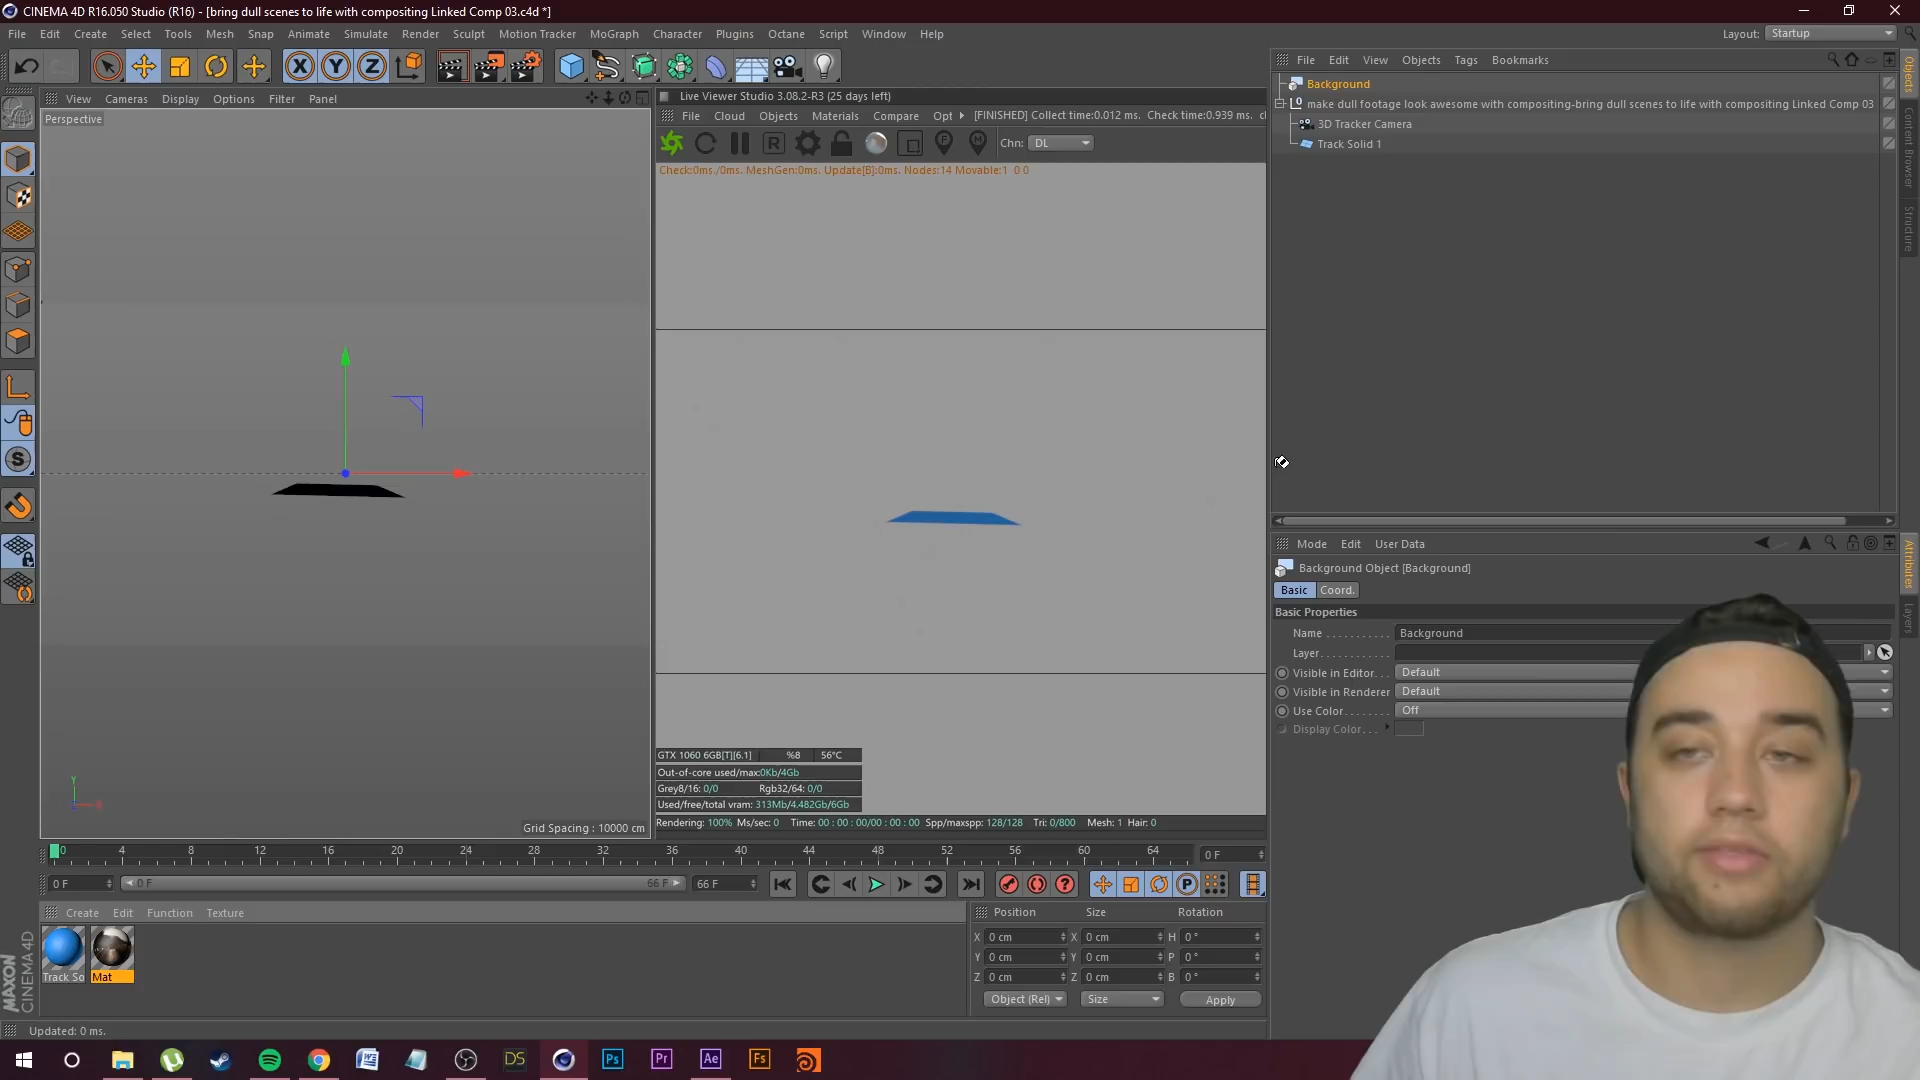 CINEMA 4D R16.050 Studio (R16) - [bring dull scenes to life with compositing Linked Comp 03.c4d *]
File Edit Create Select Tools Mesh Snap Animate Simulate Render Sculpt Motion Tracker MoGraph Character Plugins Octane Script Window Help
Layout: Startup
X Y Z
View Cameras Display Options Filter Panel
Perspective
Grid Spacing : 10000 cm
Y
Live Viewer Studio 3.08.2-R3 (25 days left)
File Cloud Objects Materials Compare Opt [FINISHED] Collect time:0.012 ms. Check time:0.939 ms.
R
Chn: DL
Check:0ms./0ms. MeshGen:0ms. Update[B]:0ms. Nodes:14 Movable:1 0 0
GTX 1060 6GB[T][6.1] %8 56°C
Out-of-core used/max:0Kb/4Gb
Grey8/16: 0/0 Rgb32/64: 0/0
Used/free/total vram: 313Mb/4.482Gb/6Gb
Rendering: 100% Ms/sec: 0 Time: 00 : 00 : 00/00 : 00 : 00 Spp/maxspp: 128/128 Tri: 0/800 Mesh: 1 Hair: 0
File Edit View Objects Tags Bookmarks
Background
make dull footage look awesome with compositing-bring dull scenes to life with compositing Linked Comp 03
3D Tracker Camera
Track Solid 1
Objects
Content Browser
Structure
Mode Edit User Data
Background Object [Background]
Basic Coord.
Basic Properties
Name Background
Layer
Visible in Editor Default
Visible in Renderer Default
Use Color Off
Display Color
Attributes
Layers
0 4 8 12 16 20 24 28 32 36 40 44 48 52 56 60 64 0 F
0 F 0 F 66 F 66 F
P
Create Edit Function Texture
Track So Mat
MAXON CINEMA 4D
Position Size Rotation
X 0 cm X 0 cm H 0 °
Y 0 cm Y 0 cm P 0 °
Z 0 cm Z 0 cm B 0 °
Object (Rel) Size Apply
Updated: 0 ms.
DS Ps Pr Ae Fs